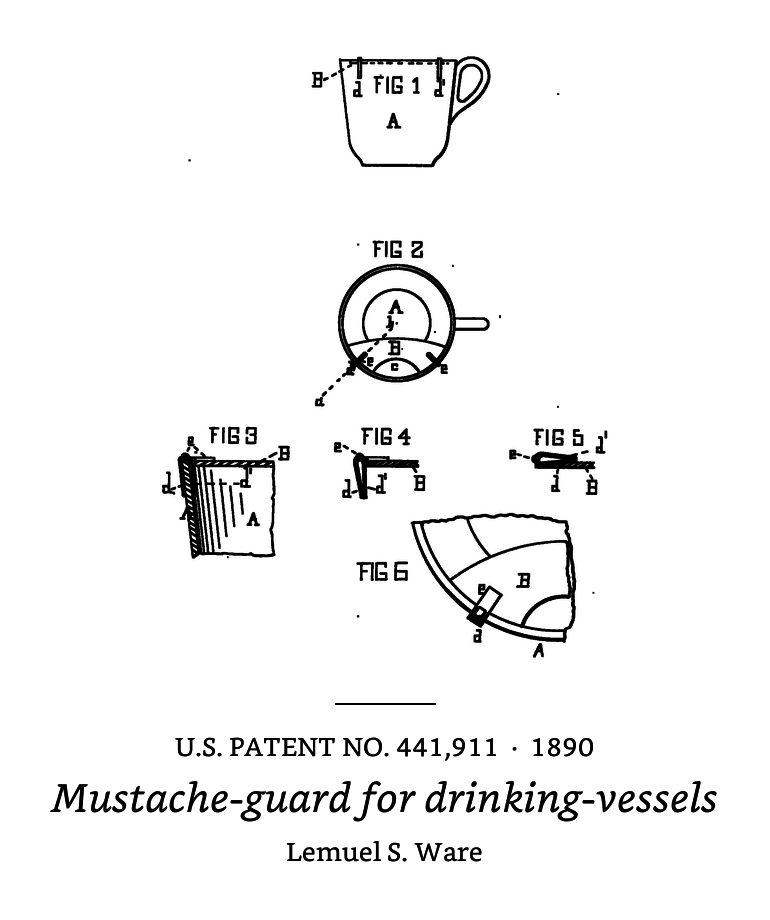 B
d FIG 1 d'
A
FIG 2
A
b
B
e c e
d
a
FIG 3
e B
d d'
A A
FIG 4
e
d d' B
FIG 5
e d'
d B
FIG 6
B
e
d
A
U.S. PATENT NO. 441,911 · 1890
Mustache-guard for drinking-vessels
Lemuel S. Ware